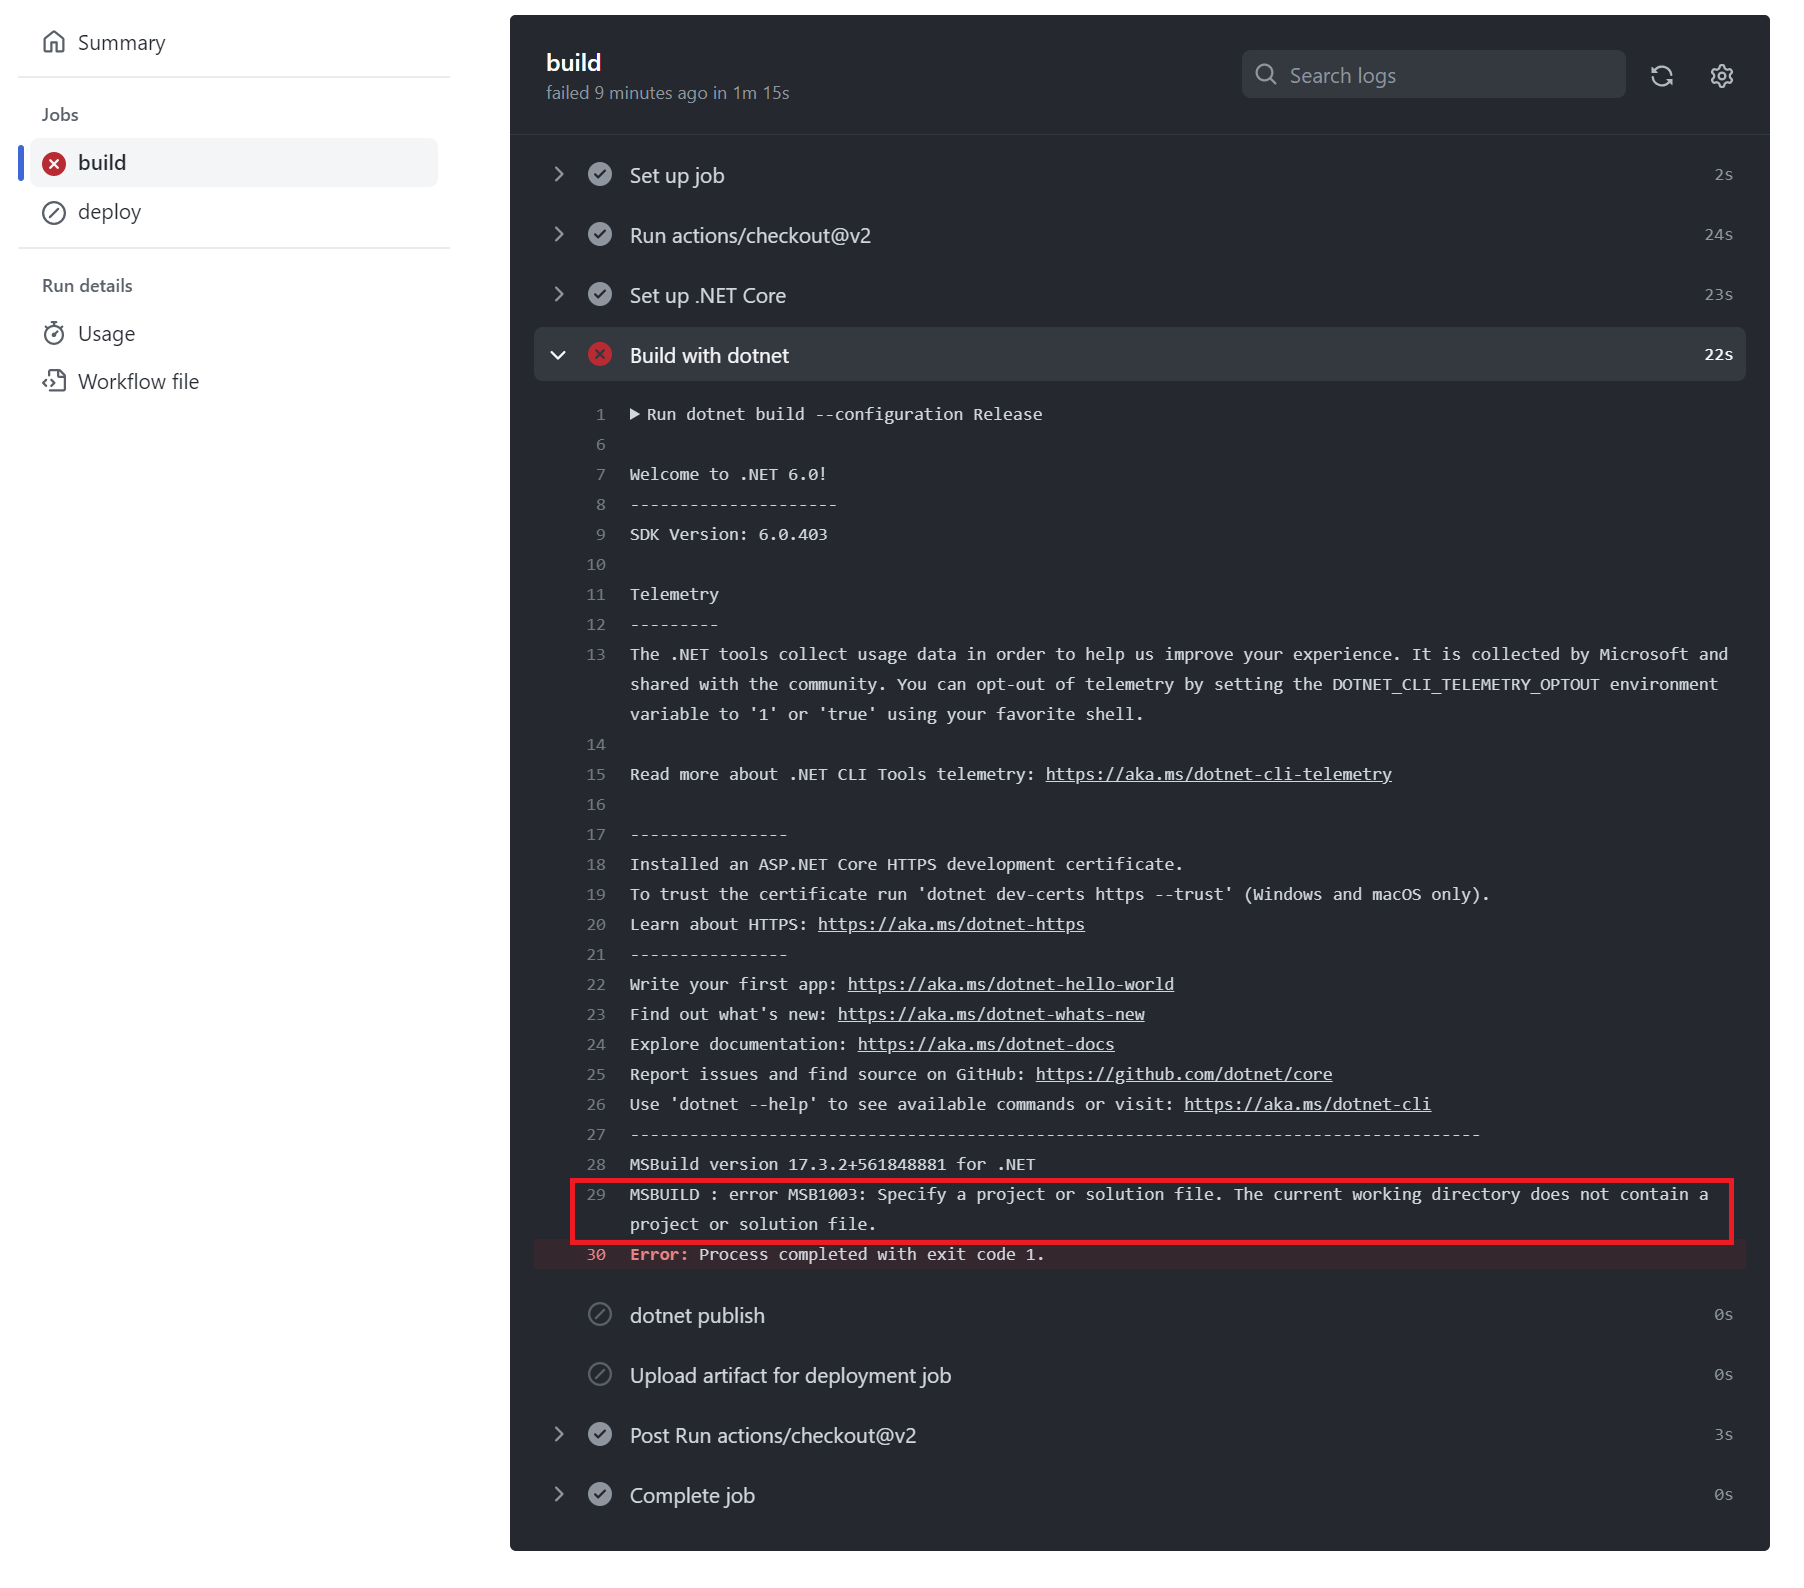 Summary
Jobs
build
deploy
Run details
Usage
Workflow file
build
failed 9 minutes ago in 1m 15s
Search logs
Set up job 2s
Run actions/checkout@v2 24s
Set up .NET Core 23s
Build with dotnet 22s
1 Run dotnet build --configuration Release
6
7 Welcome to .NET 6.0!
8 ---------------------
9 SDK Version: 6.0.403
10
11 Telemetry
12 ---------
13 The .NET tools collect usage data in order to help us improve your experience. It is collected by Microsoft and
shared with the community. You can opt-out of telemetry by setting the DOTNET_CLI_TELEMETRY_OPTOUT environment
variable to '1' or 'true' using your favorite shell.
14
15 Read more about .NET CLI Tools telemetry: https://aka.ms/dotnet-cli-telemetry
16
17 ----------------
18 Installed an ASP.NET Core HTTPS development certificate.
19 To trust the certificate run 'dotnet dev-certs https --trust' (Windows and macOS only).
20 Learn about HTTPS: https://aka.ms/dotnet-https
21 ----------------
22 Write your first app: https://aka.ms/dotnet-hello-world
23 Find out what's new: https://aka.ms/dotnet-whats-new
24 Explore documentation: https://aka.ms/dotnet-docs
25 Report issues and find source on GitHub: https://github.com/dotnet/core
26 Use 'dotnet --help' to see available commands or visit: https://aka.ms/dotnet-cli
27 --------------------------------------------------------------------------------------
28 MSBuild version 17.3.2+561848881 for .NET
29 MSBUILD : error MSB1003: Specify a project or solution file. The current working directory does not contain a
project or solution file.
30 Error: Process completed with exit code 1.
dotnet publish 0s
Upload artifact for deployment job 0s
Post Run actions/checkout@v2 3s
Complete job 0s